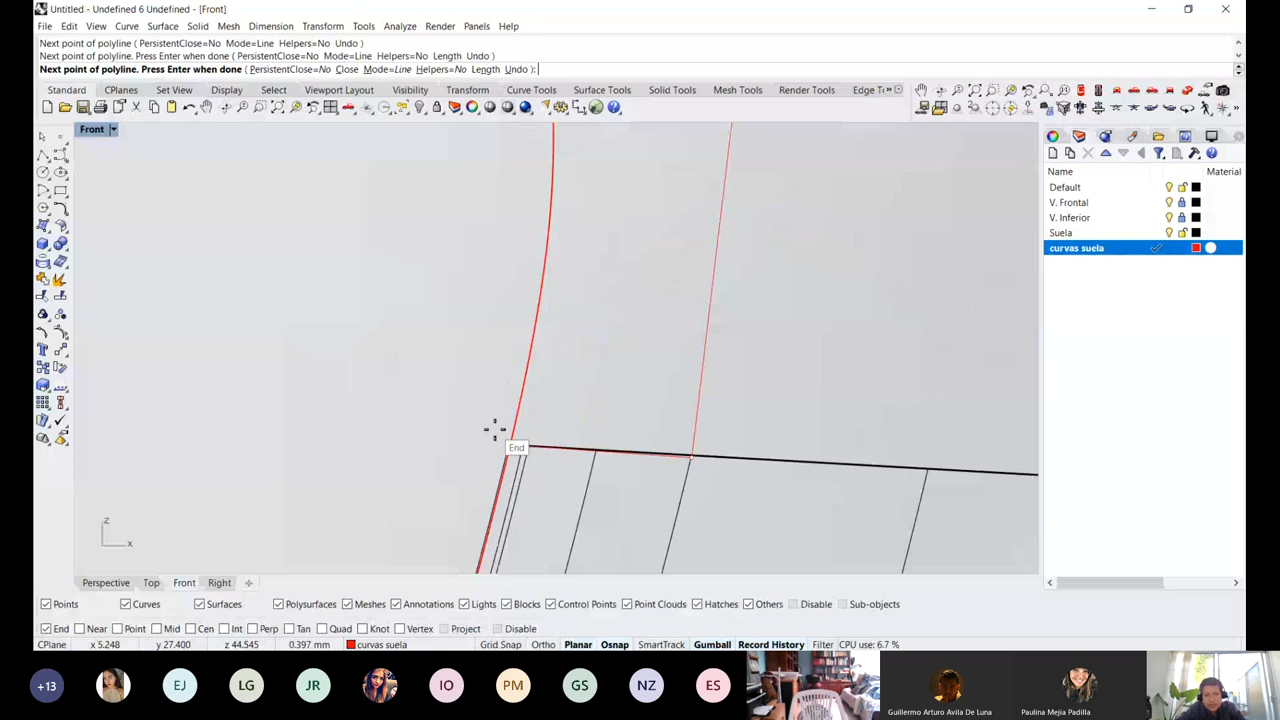 Untitled - Undefined 6 Undefined - [Front]
File Edit View Curve Surface Solid Mesh Dimension Transform Tools Analyze Render Panels Help
Next point of polyline ( PersistentClose=No Mode=Line Helpers=No Undo )
Next point of polyline. Press Enter when done ( PersistentClose=No Mode=Line Helpers=No Length Undo )
Next point of polyline. Press Enter when done ( PersistentClose=No Close Mode=Line Helpers=No Length Undo ):
Standard CPlanes Set View Display Select Viewport Layout Visibility Transform Curve Tools Surface Tools Solid Tools Mesh Tools Render Tools Edge T
Front
Name Material
Default
V. Frontal
V. Inferior
Suela
curvas suela
End
z
x
Perspective Top Front Right
Points Curves Surfaces Polysurfaces Meshes Annotations Lights Blocks Control Points Point Clouds Hatches Others Disable Sub-objects
End Near Point Mid Cen Int Perp Tan Quad Knot Vertex Project Disable
CPlane x 5.248 y 27.400 z 44.545 0.397 mm curvas suela Grid Snap Ortho Planar Osnap SmartTrack Gumball Record History Filter CPU use: 6.7 %
+13 EJ LG JR IO PM GS NZ ES
Guillermo Arturo Avila De Luna Paulina Mejia Padilla